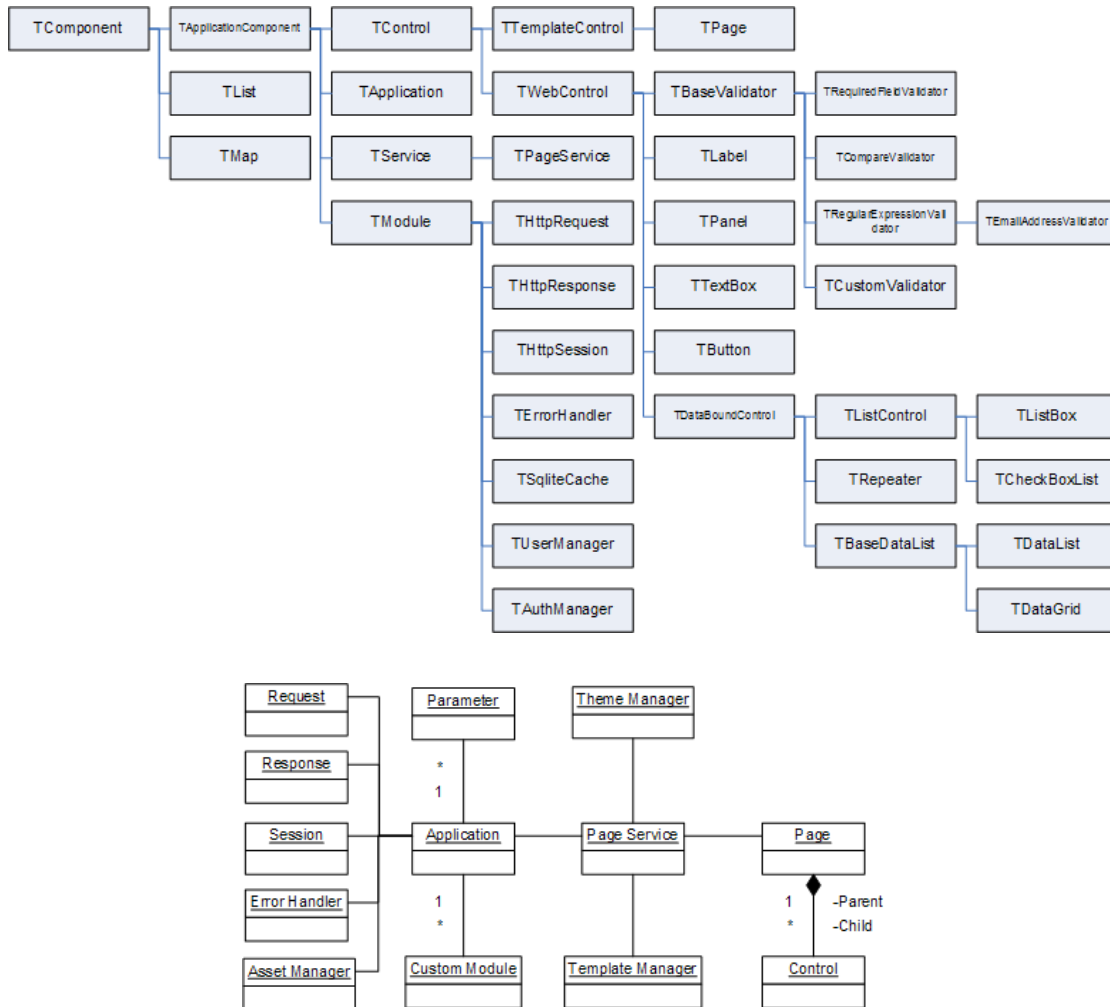 TComponent
TApplicationComponent
TControl
TTemplateControl
TPage
TList
TApplication
TWebControl
TBaseValidator
TRequiredFieldValidator
TMap
TService
TPageService
TLabel
TCompareValidator
TModule
THttpRequest
TPanel
TRegularExpressionVali
dator
TEmailAddressValidator
THttpResponse
TTextBox
TCustomValidator
THttpSession
TButton
TErrorHandler
TDataBoundControl
TListControl
TListBox
TSqliteCache
TRepeater
TCheckBoxList
TUserManager
TBaseDataList
TDataList
TAuthManager
TDataGrid
Request
Parameter
Theme Manager
Response
*
1
Session
Application
Page Service
Page
Error Handler
1
*
1
-Parent
*
-Child
Asset Manager
Custom Module
Template Manager
Control